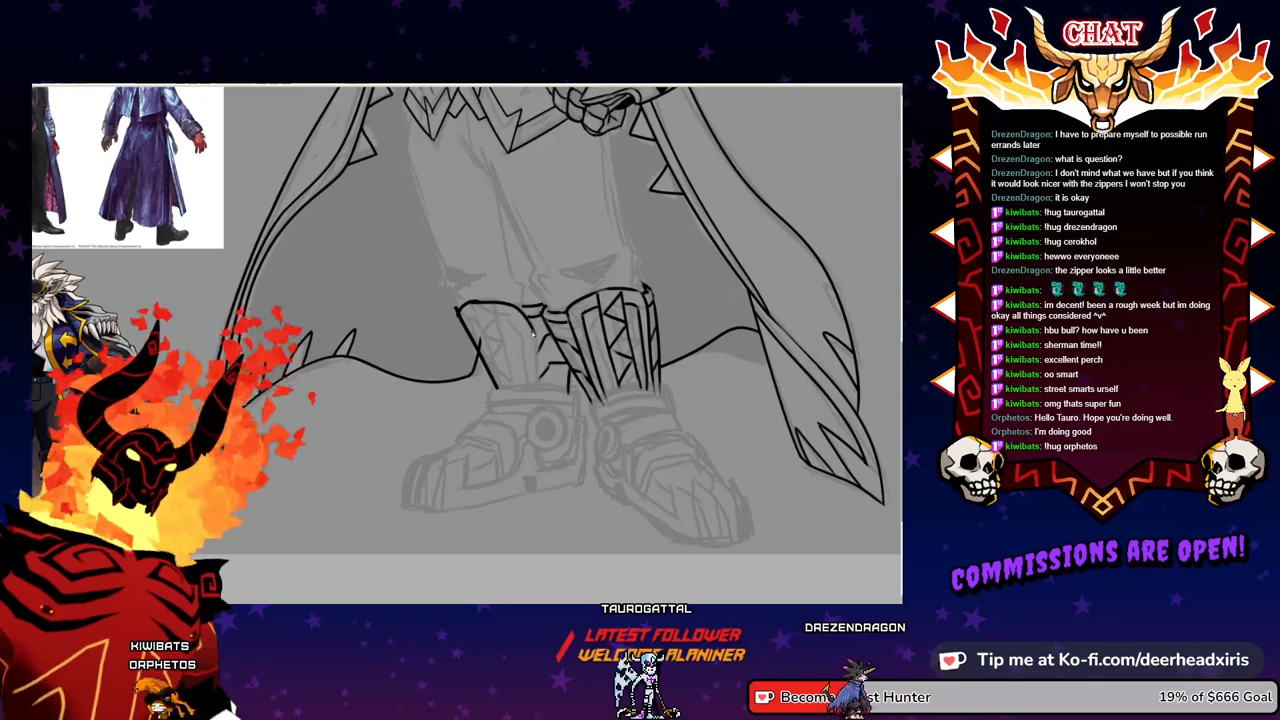 CHAT
DrezenDragon: I have to prepare myself to possible run
errands later
DrezenDragon: what is question?
DrezenDragon: I don't mind what we have but if you think
it would look nicer with the zippers I won't stop you
DrezenDragon: it is okay
kiwibats: !hug taurogattal
kiwibats: !hug drezendragon
kiwibats: !hug cerokhol
kiwibats: hewwo everyoneee
DrezenDragon: the zipper looks a little better
kiwibats:
kiwibats: im decent! been a rough week but im doing
okay all things considered ^v^
kiwibats: hbu bull? how have u been
kiwibats: sherman time!!
kiwibats: excellent perch
kiwibats: oo smart
kiwibats: street smarts urself
kiwibats: omg thats super fun
Orphetos: Hello Tauro. Hope you're doing well.
Orphetos: I'm doing good
kiwibats: !hug orphetos
COMMISSIONS ARE OPEN!
TAUROGATTAL
DREZENDRAGON
LATEST FOLLOWER
WELCOME ALANINER
KIWIBATS
ORPHETOS
Tip me at Ko-fi.com/deerheadxiris
Become st Hunter
19% of $666 Goal